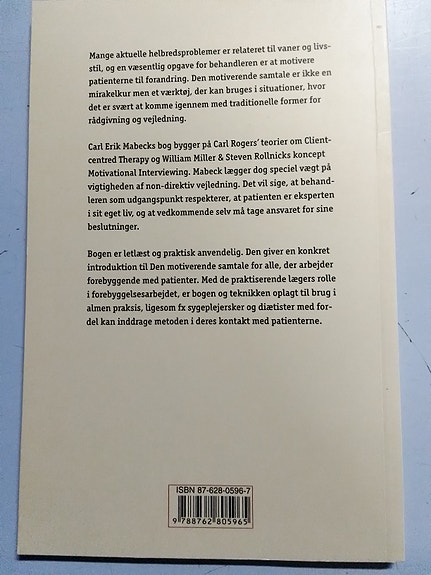 Mange aktuelle helbredsproblemer er relateret til vaner og livs-
stil, og en væsentlig opgave for behandleren er at motivere
patienterne til forandring. Den motiverende samtale er ikke en
mirakelkur men et værktøj, der kan bruges i situationer, hvor
det er svært at komme igennem med traditionelle former for
rådgivning og vejledning.
Carl Erik Mabecks bog bygger på Carl Rogers' teorier om Client-
centred Therapy og William Miller & Steven Rollnicks koncept
Motivational Interviewing. Mabeck lægger dog speciel vægt på
vigtigheden af non-direktiv vejledning. Det vil sige, at behand-
leren som udgangspunkt respekterer, at patienten er eksperten
i sit eget liv, og at vedkommende selv må tage ansvaret for sine
beslutninger.
Bogen er letlæst og praktisk anvendelig. Den giver en konkret
introduktion til Den motiverende samtale for alle, der arbejder
forebyggende med patienter. Med de praktiserende lægers rolle
i forebyggelsesarbejdet, er bogen og teknikken oplagt til brug i
almen praksis, ligesom fx sygeplejersker og diætister med for-
del kan inddrage metoden i deres kontakt med patienterne.
ISBN 87-628-0596-7
9 788762 805965